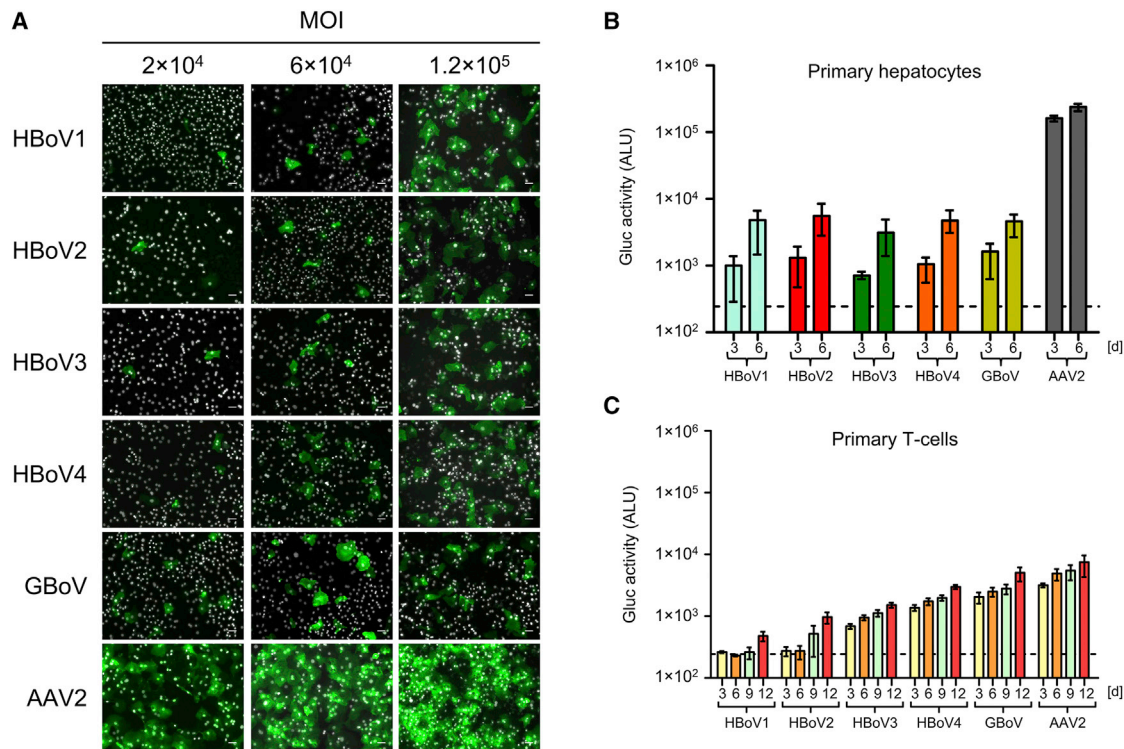 A
MOI
2×10⁴ 6×10⁴ 1.2×10⁵
HBoV1
HBoV2
HBoV3
HBoV4
GBoV
AAV2
B
Primary hepatocytes
Gluc activity (ALU)
1×10⁶
1×10⁵
1×10⁴
1×10³
1×10²
3 6 3 6 3 6 3 6 3 6 3 6 [d]
HBoV1 HBoV2 HBoV3 HBoV4 GBoV AAV2
C
Primary T-cells
Gluc activity (ALU)
1×10⁶
1×10⁵
1×10⁴
1×10³
1×10²
3 6 9 12 3 6 9 12 3 6 9 12 3 6 9 12 3 6 9 12 3 6 9 12 [d]
HBoV1 HBoV2 HBoV3 HBoV4 GBoV AAV2